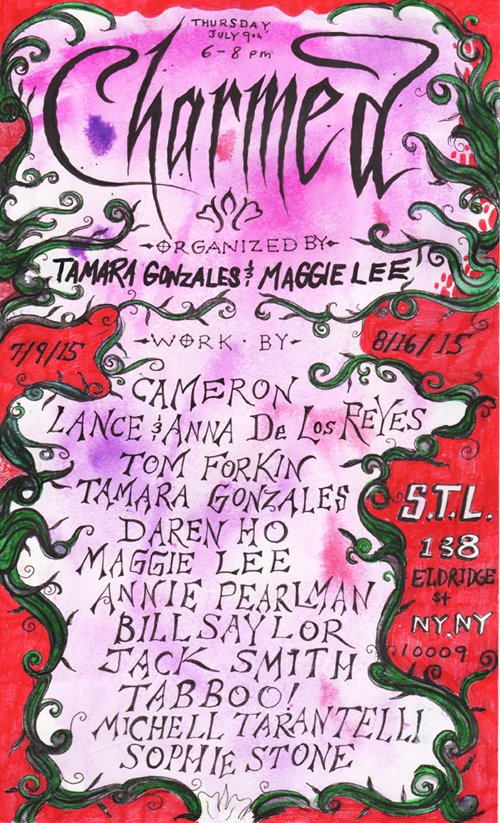 THURSDAY
JULY 9TH
6-8 pm
Charmed
ORGANIZED BY
TAMARA GONZALES & MAGGIE LEE
7/9/15
WORK · BY
8/16/15
CAMERON
LANCE & ANNA De Los REYES
TOM FORKIN
TAMARA GONZALES
DAREN HO
MAGGIE LEE
ANNIE PEARLMAN
BILL SAYLOR
JACK SMITH
TABBOO!
MICHELL TARANTELLI
SOPHIE STONE
S.T.L.
138
ELDRIDGE
St
NY.NY
10009